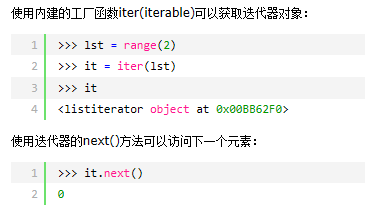 使用内建的工厂函数iter(iterable)可以获取迭代器对象：
1 >>> lst = range(2)
2 >>> it = iter(lst)
3 >>> it
4 <listiterator object at 0x00BB62F0>
使用迭代器的next()方法可以访问下一个元素：
1 >>> it.next()
2 0